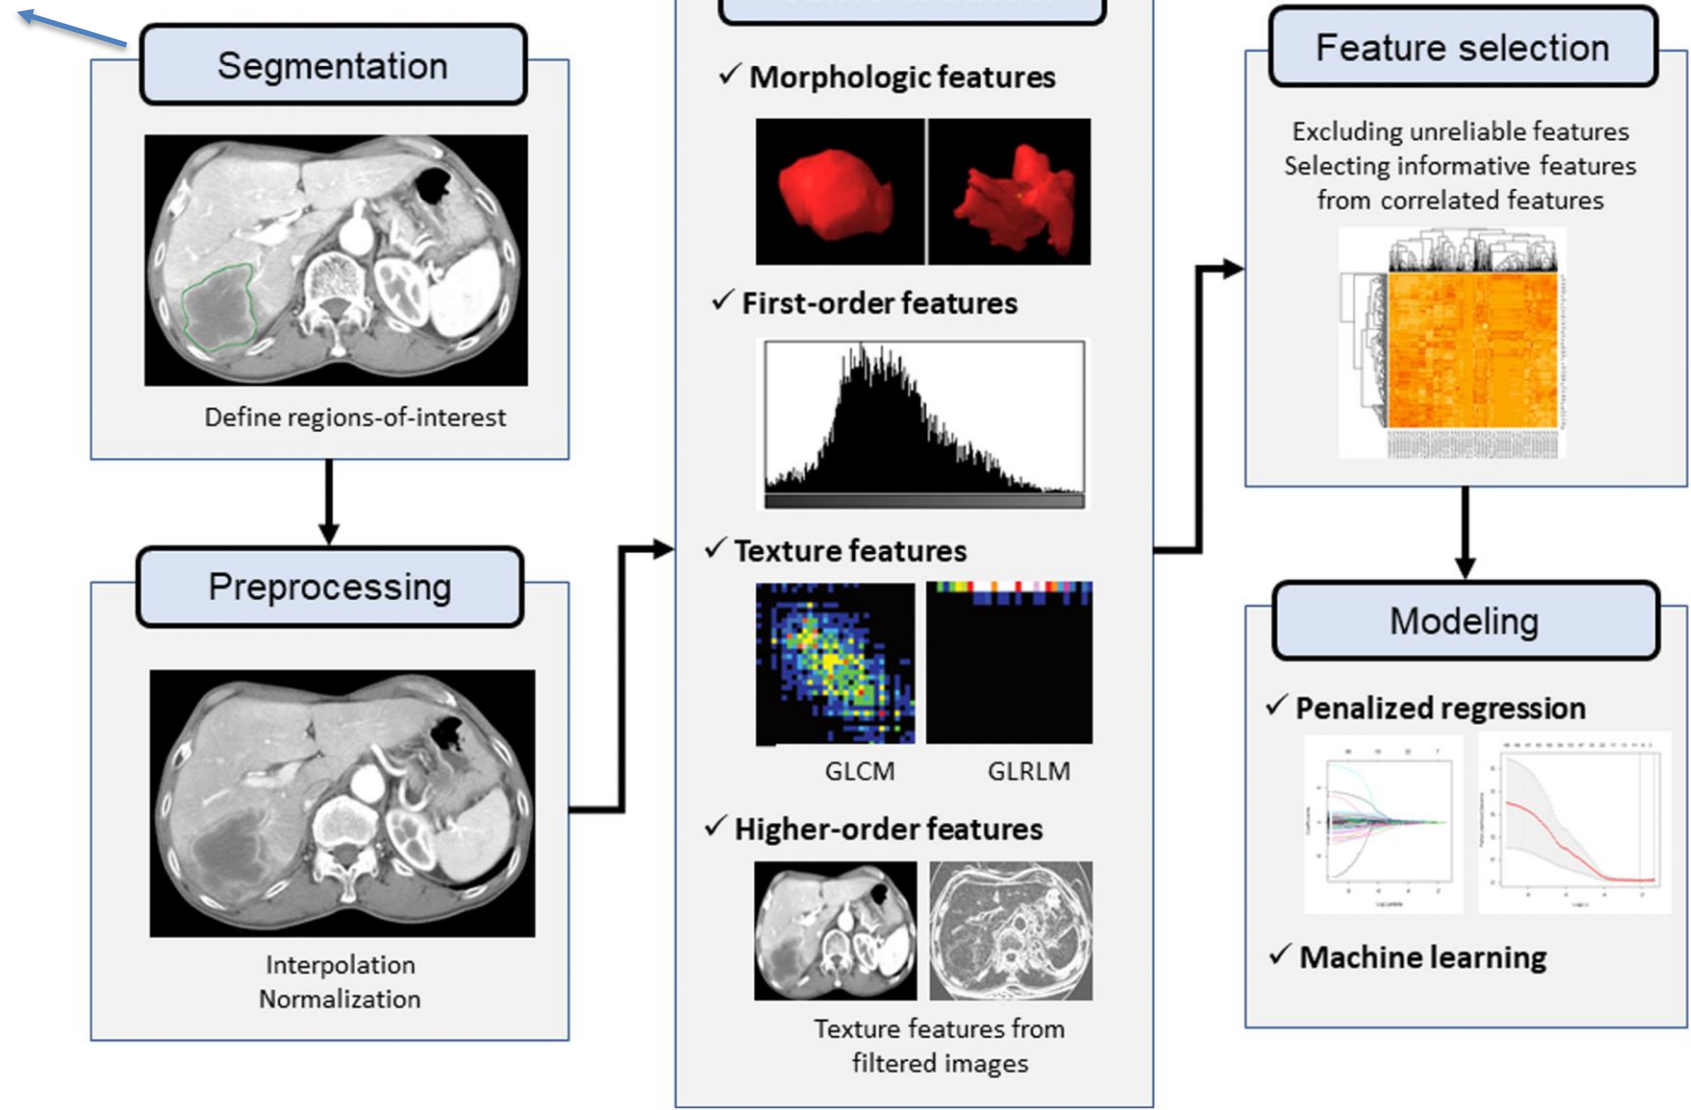 Segmentation
Define regions-of-interest
Preprocessing
Interpolation
Normalization
✓ Morphologic features
✓ First-order features
✓ Texture features
GLCM
GLRLM
✓ Higher-order features
Texture features from
filtered images
Feature selection
Excluding unreliable features
Selecting informative features
from correlated features
Modeling
✓ Penalized regression
✓ Machine learning